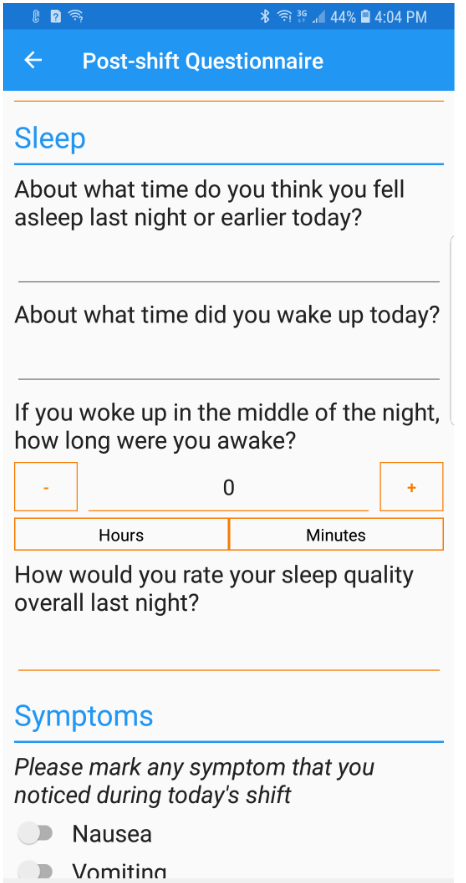 3G 44% 4:04 PM
Post-shift Questionnaire
Sleep
About what time do you think you fell
asleep last night or earlier today?
About what time did you wake up today?
If you woke up in the middle of the night,
how long were you awake?
- 0 +
Hours Minutes
How would you rate your sleep quality
overall last night?
Symptoms
Please mark any symptom that you
noticed during today's shift
Nausea
Vomiting